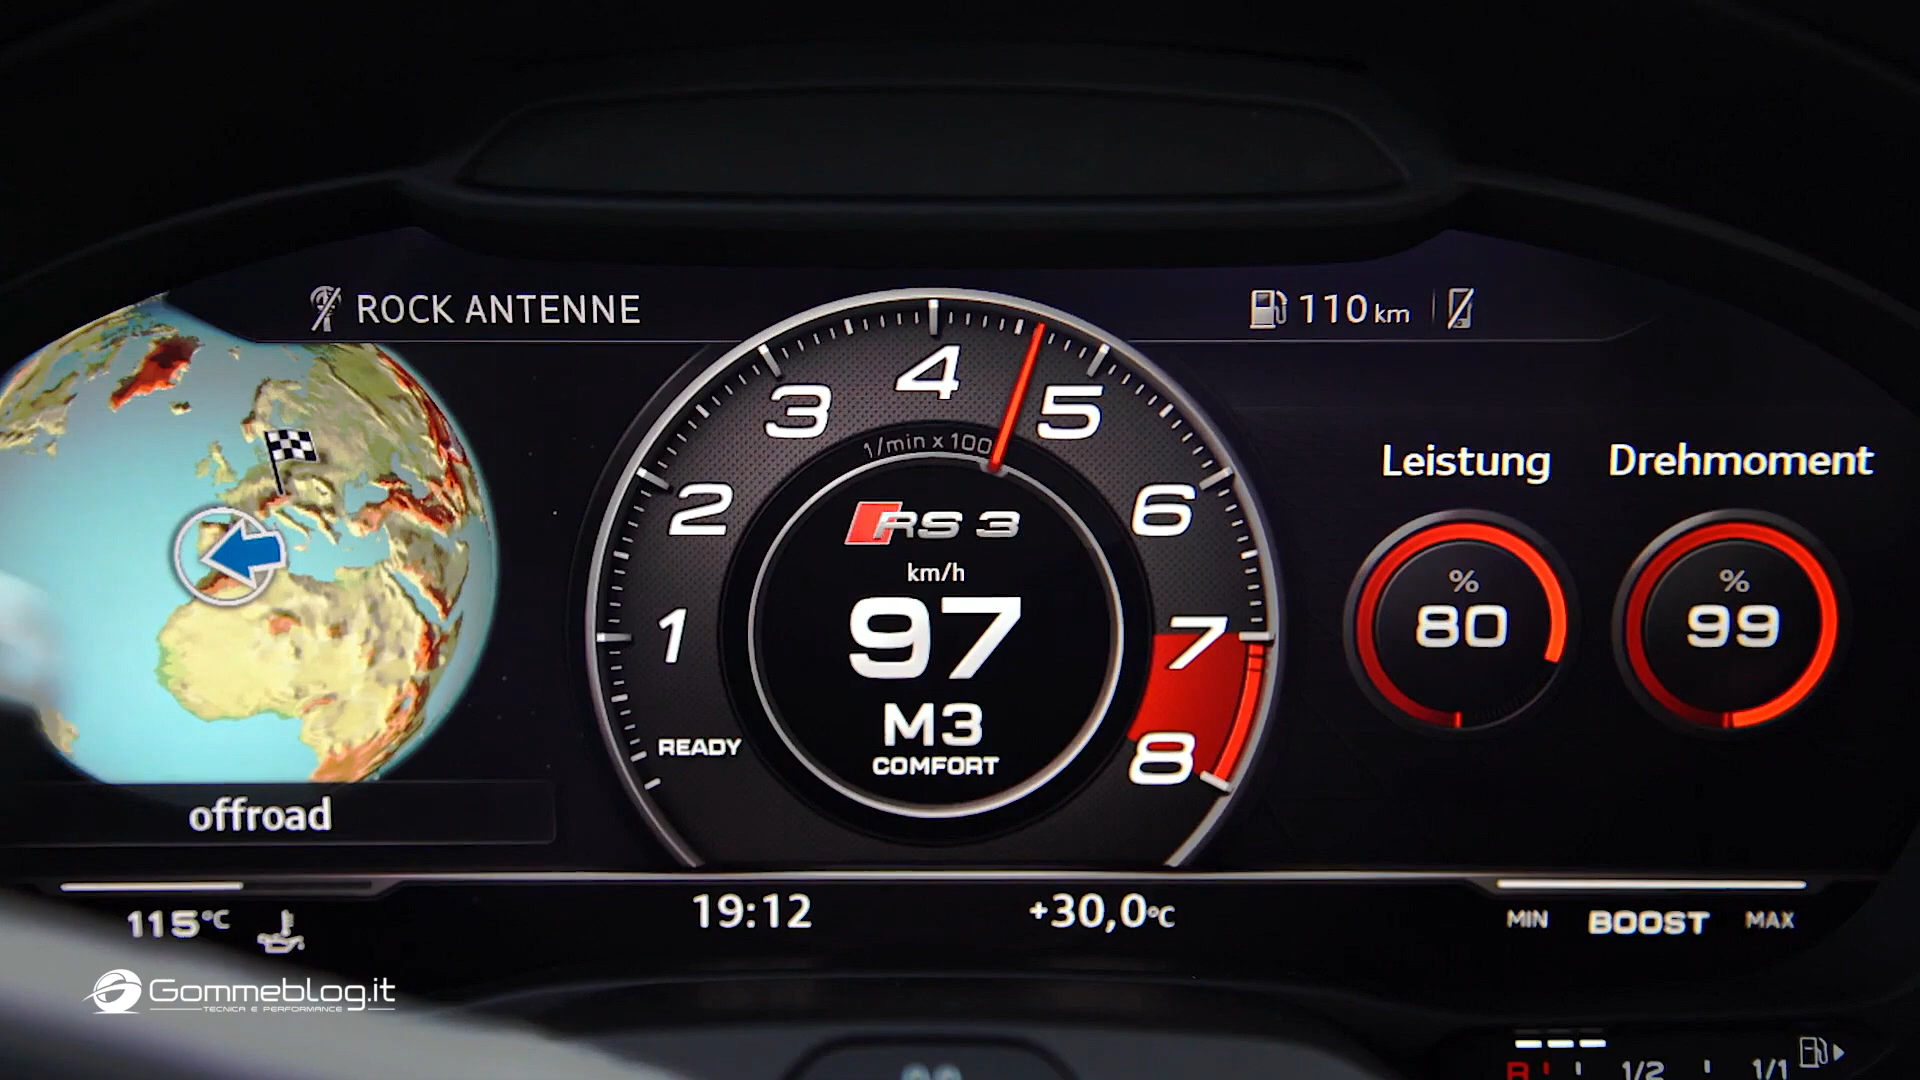 ROCK ANTENNE
110 km
1 2 3 4 5 6 7 8
1/min x 100
RS 3
km/h
97
M3
COMFORT
READY
Leistung
%
80
Drehmoment
%
99
offroad
115°C
19:12
+30,0°C
MIN BOOST MAX
Gommeblog.it
TECNICA E PERFORMANCE
R 1/2 1/1